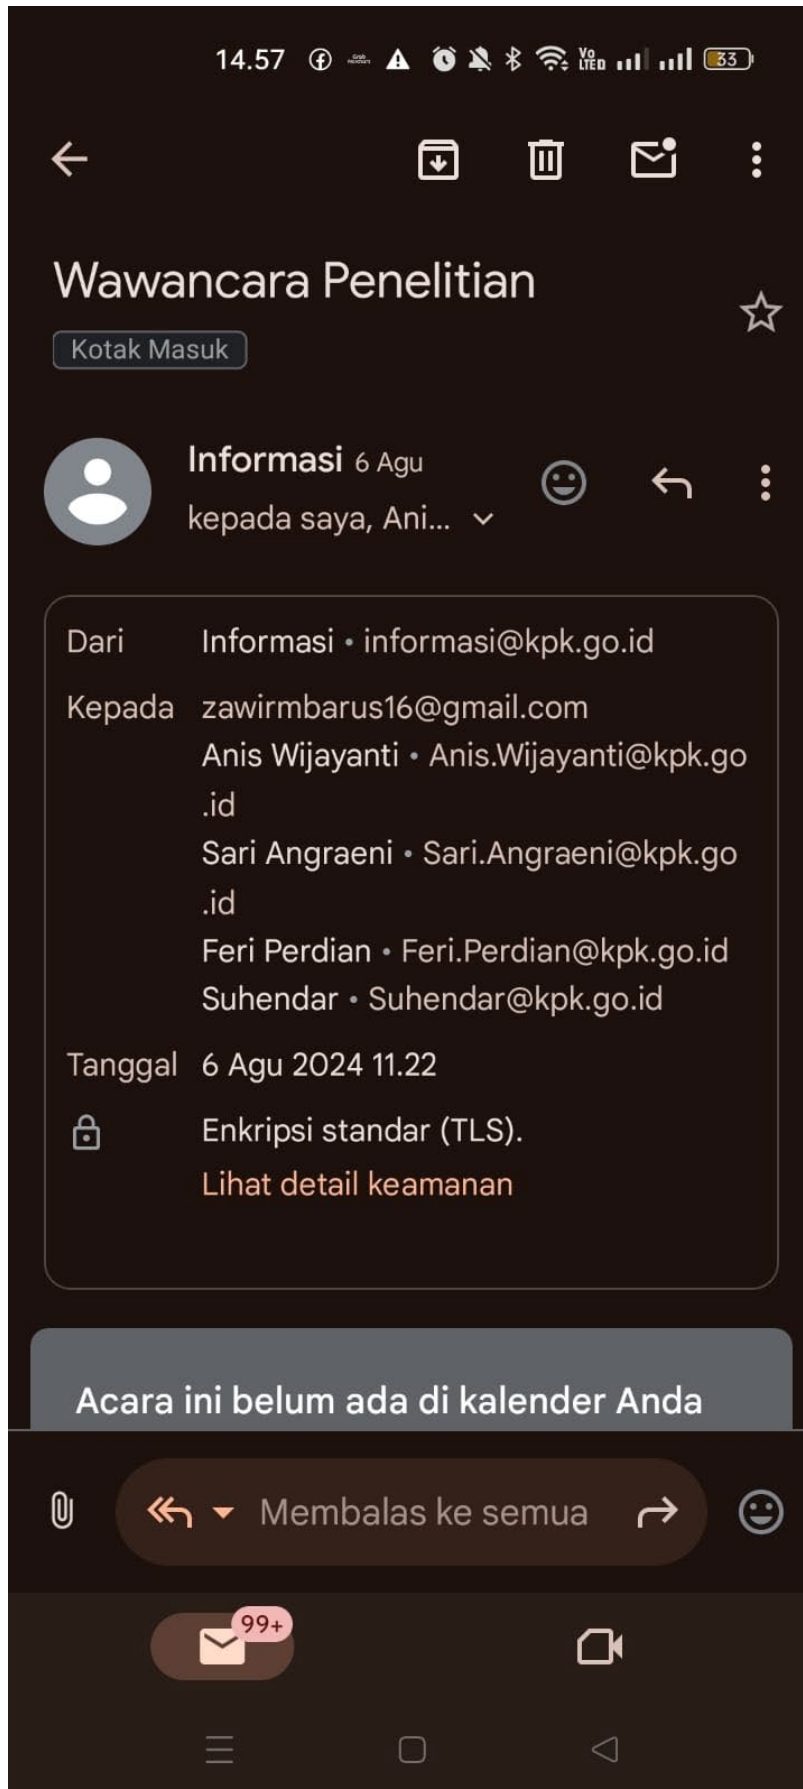 14.57
33
Wawancara Penelitian
Kotak Masuk
Informasi 6 Agu
kepada saya, Ani...
Dari Informasi • informasi@kpk.go.id
Kepada zawirmbarus16@gmail.com
Anis Wijayanti • Anis.Wijayanti@kpk.go
.id
Sari Angraeni • Sari.Angraeni@kpk.go
.id
Feri Perdian • Feri.Perdian@kpk.go.id
Suhendar • Suhendar@kpk.go.id
Tanggal 6 Agu 2024 11.22
Enkripsi standar (TLS).
Lihat detail keamanan
Acara ini belum ada di kalender Anda
Membalas ke semua
99+